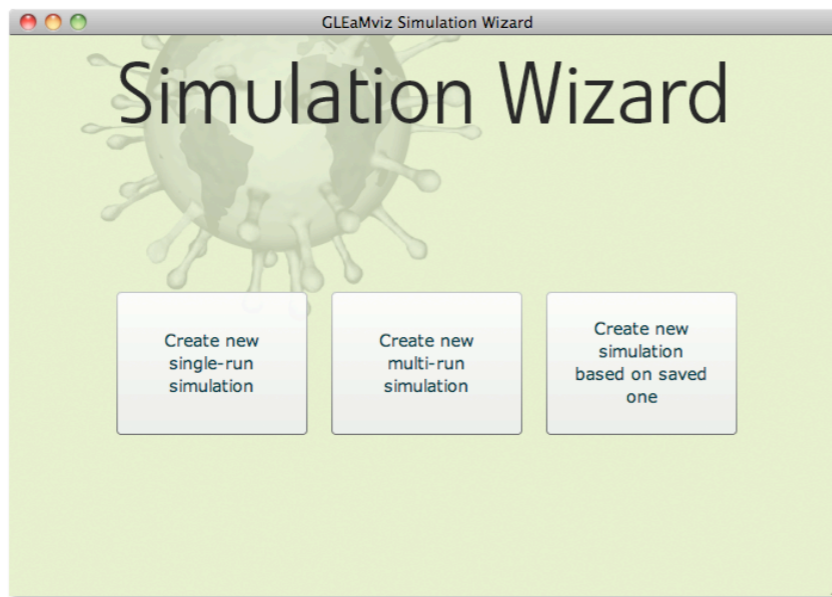 GLEaMviz Simulation Wizard
Simulation Wizard
Create new
single-run
simulation
Create new
multi-run
simulation
Create new
simulation
based on saved
one